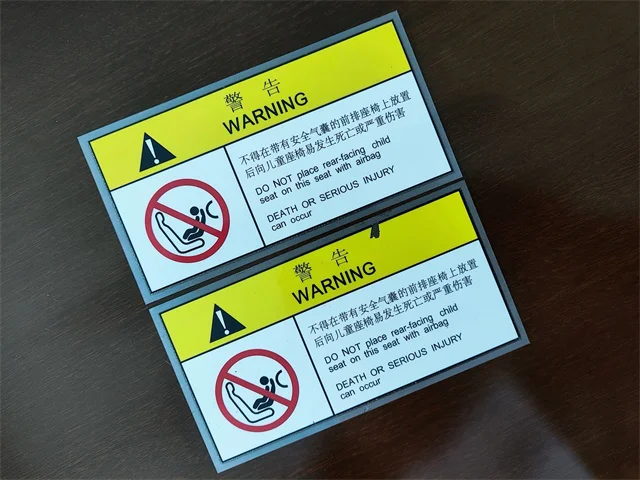 警 告
WARNING
不得在带有安全气囊的前排座椅上放置
后向儿童座椅易发生死亡或严重伤害
DO NOT place rear-facing child
seat on this seat with airbag
DEATH OR SERIOUS INJURY
can occur
警 告
WARNING
不得在带有安全气囊的前排座椅上放置
后向儿童座椅易发生死亡或严重伤害
DO NOT place rear-facing child
seat on this seat with airbag
DEATH OR SERIOUS INJURY
can occur